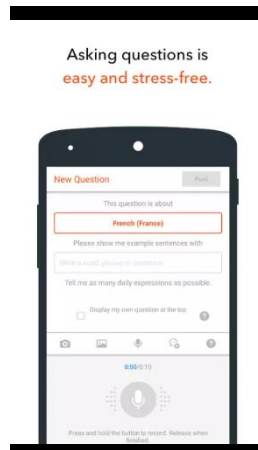 Asking questions is
easy and stress-free.
New Question Post
This question is about
French (France)
Please show me example sentences with
Write a word, phrase or sentence.
Tell me as many daily expressions as possible.
Display my own question at the top
0:00/0:10
Press and hold the button to record. Release when
finished.